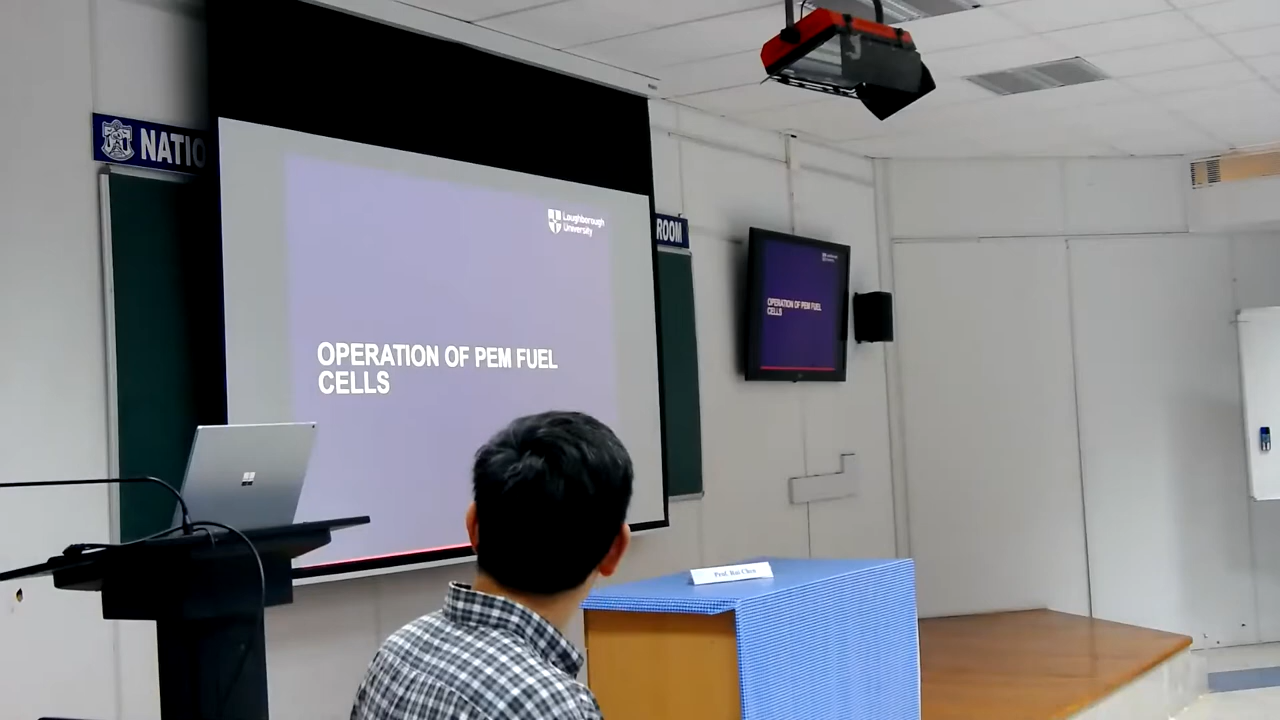 NATIO
Loughborough
University
OPERATION OF PEM FUEL
CELLS
ROOM
OPERATION OF PEM FUEL
CELLS
Prof. Rui Chen